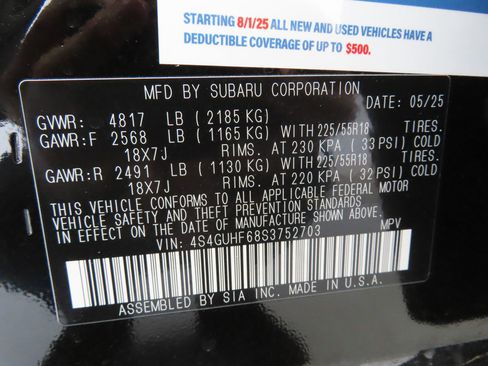 STARTING 8/1/25 ALL NEW AND USED VEHICLES HAVE A
DEDUCTIBLE COVERAGE OF UP TO $500.
MFD BY SUBARU CORPORATION
GVWR: 4817 LB (2185 KG) DATE: 05/25
GAWR:F 2568 LB (1165 KG) WITH 225/55R18 TIRES.
18X7J RIMS. AT 230 KPA (33 PSI) COLD
GAWR:R 2491 LB (1130 KG) WITH 225/55R18 TIRES.
18X7J RIMS. AT 220 KPA (32 PSI) COLD
THIS VEHICLE CONFORMS TO ALL APPLICABLE FEDERAL MOTOR
VEHICLE SAFETY AND THEFT PREVENTION STANDARDS
IN EFFECT ON THE DATE OF MANUFACTURE SHOWN ABOVE.
VIN: 4S4GUHF68S3752703 MPV
ASSEMBLED BY SIA INC. MADE IN U.S.A.